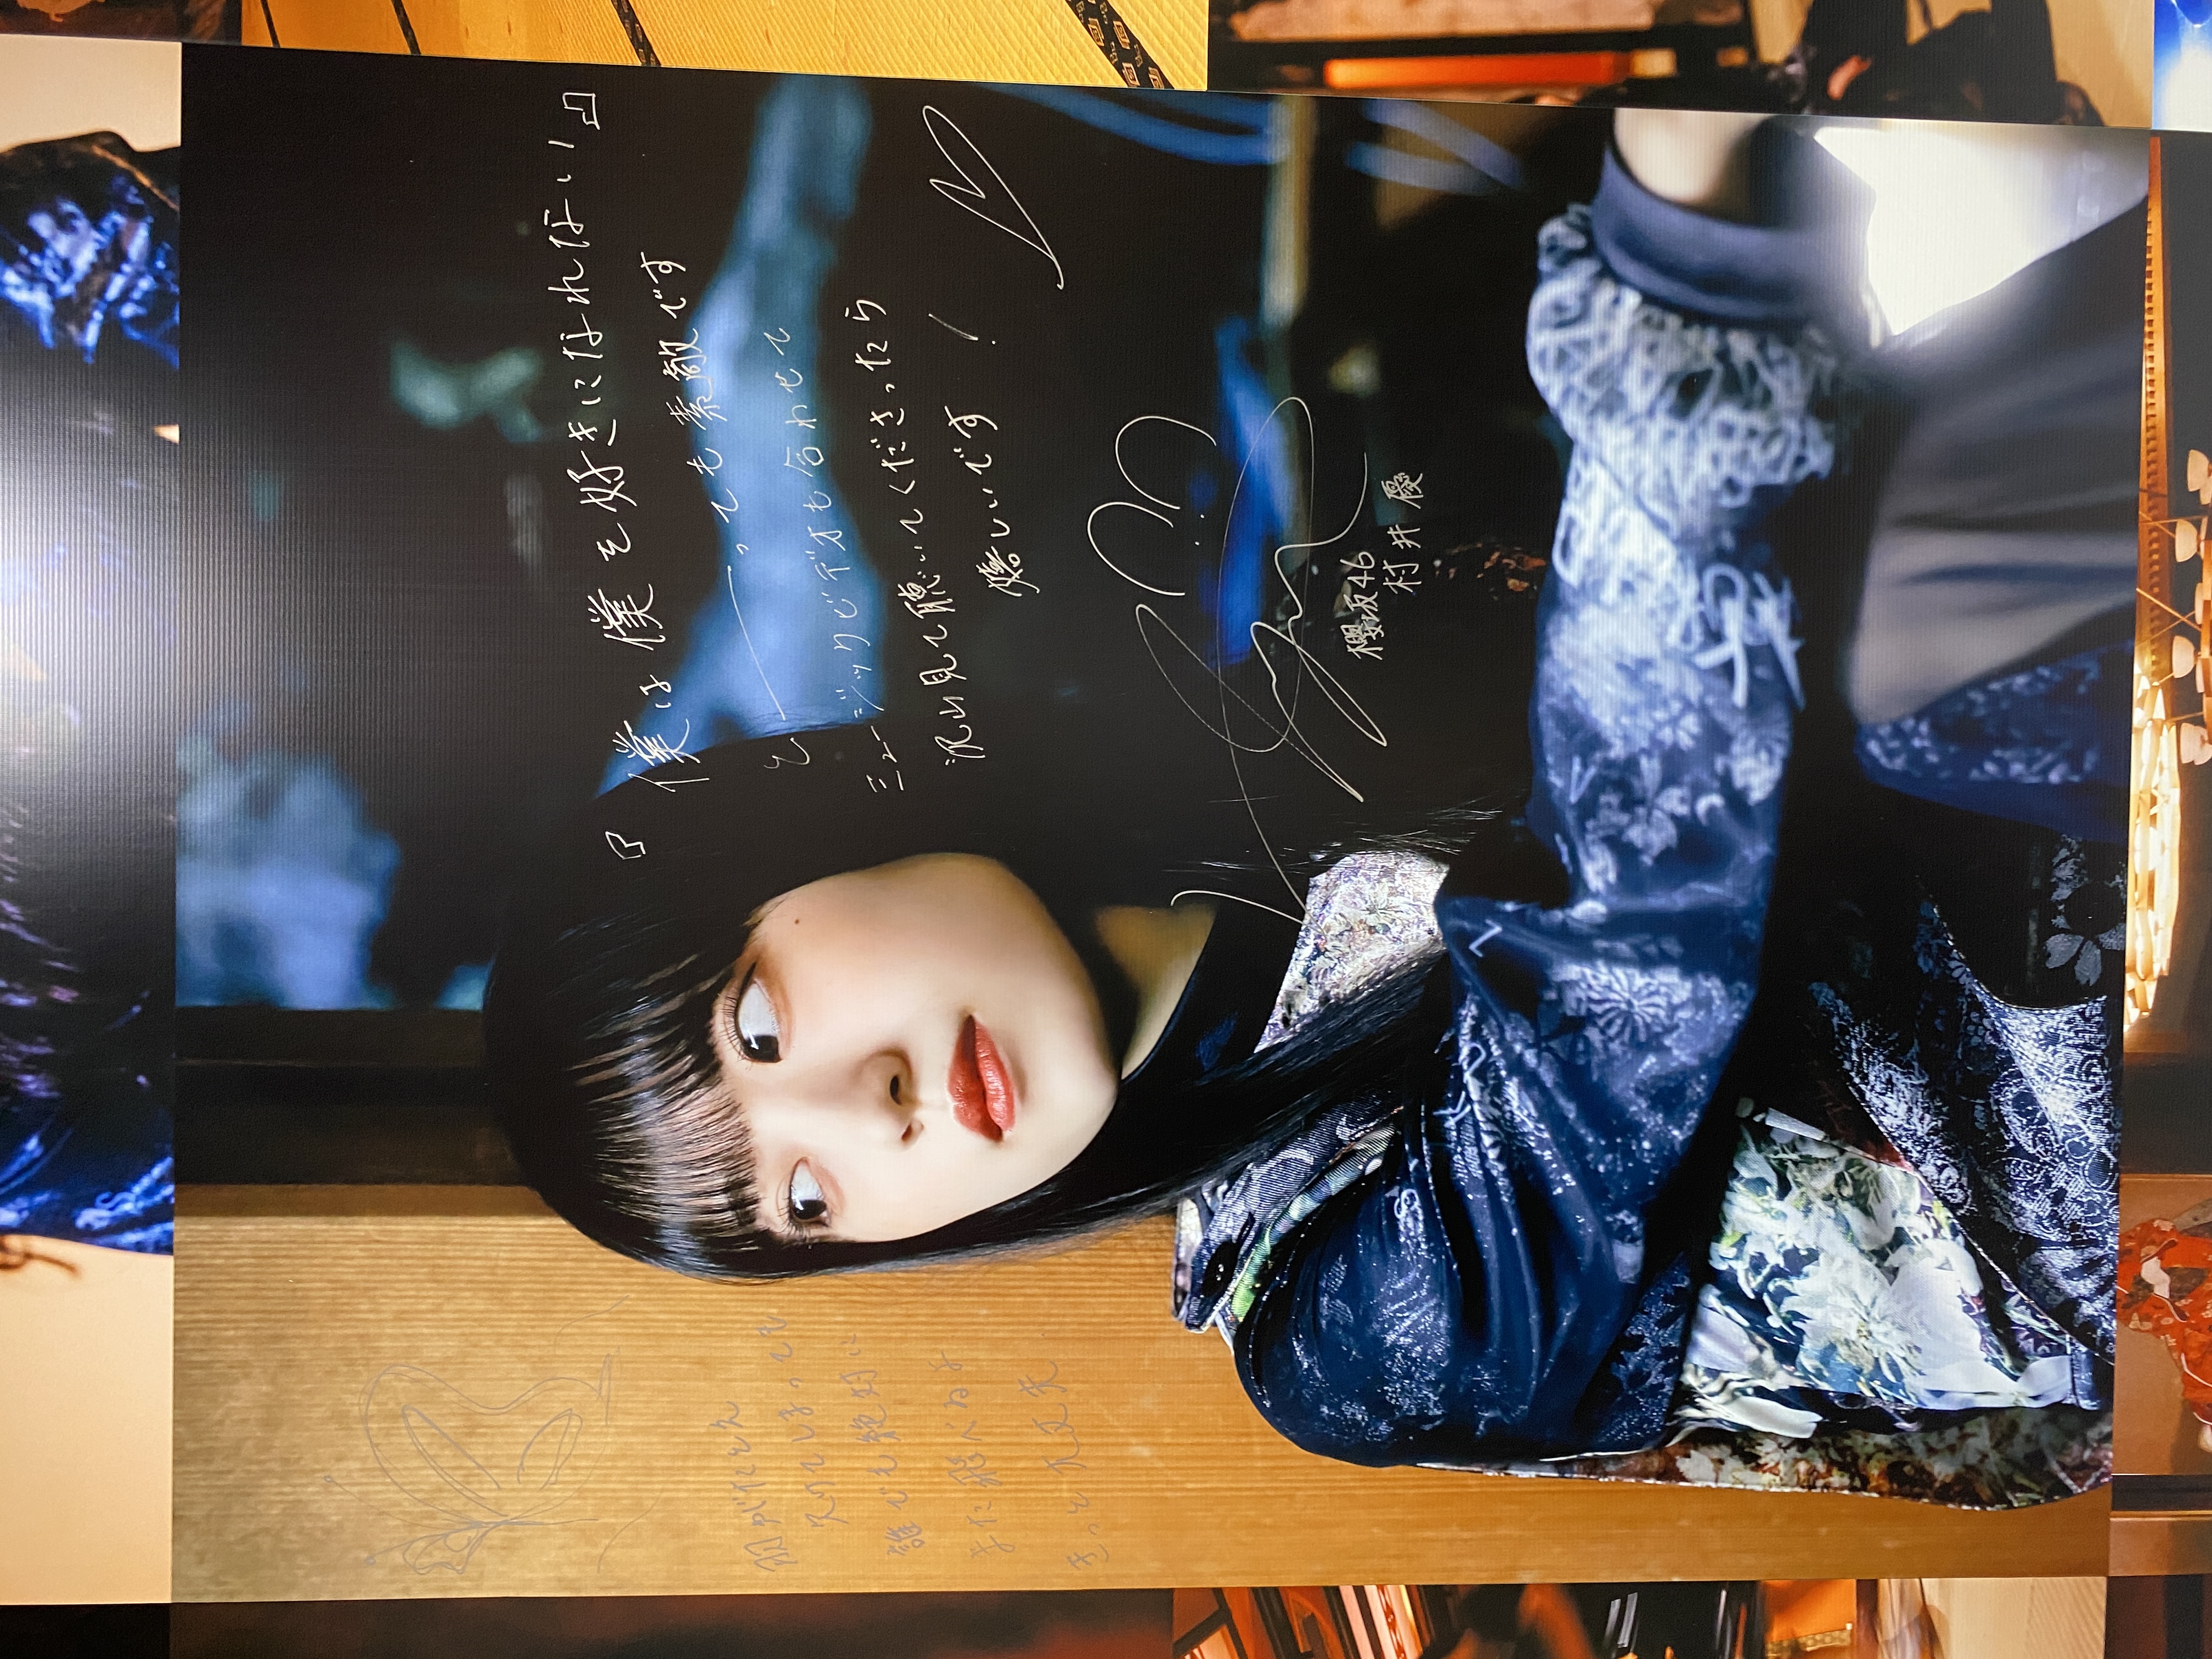 羽がたとえ
欠けてしまっても
誰でも絶対に
また飛べるよ
きっと大丈夫.
『僕は僕を好きになれない』
と――っても素敵です
ミュージックビデオも合わせて
沢山見て聴いてくださったら
嬉しいです!
櫻坂46
村井優